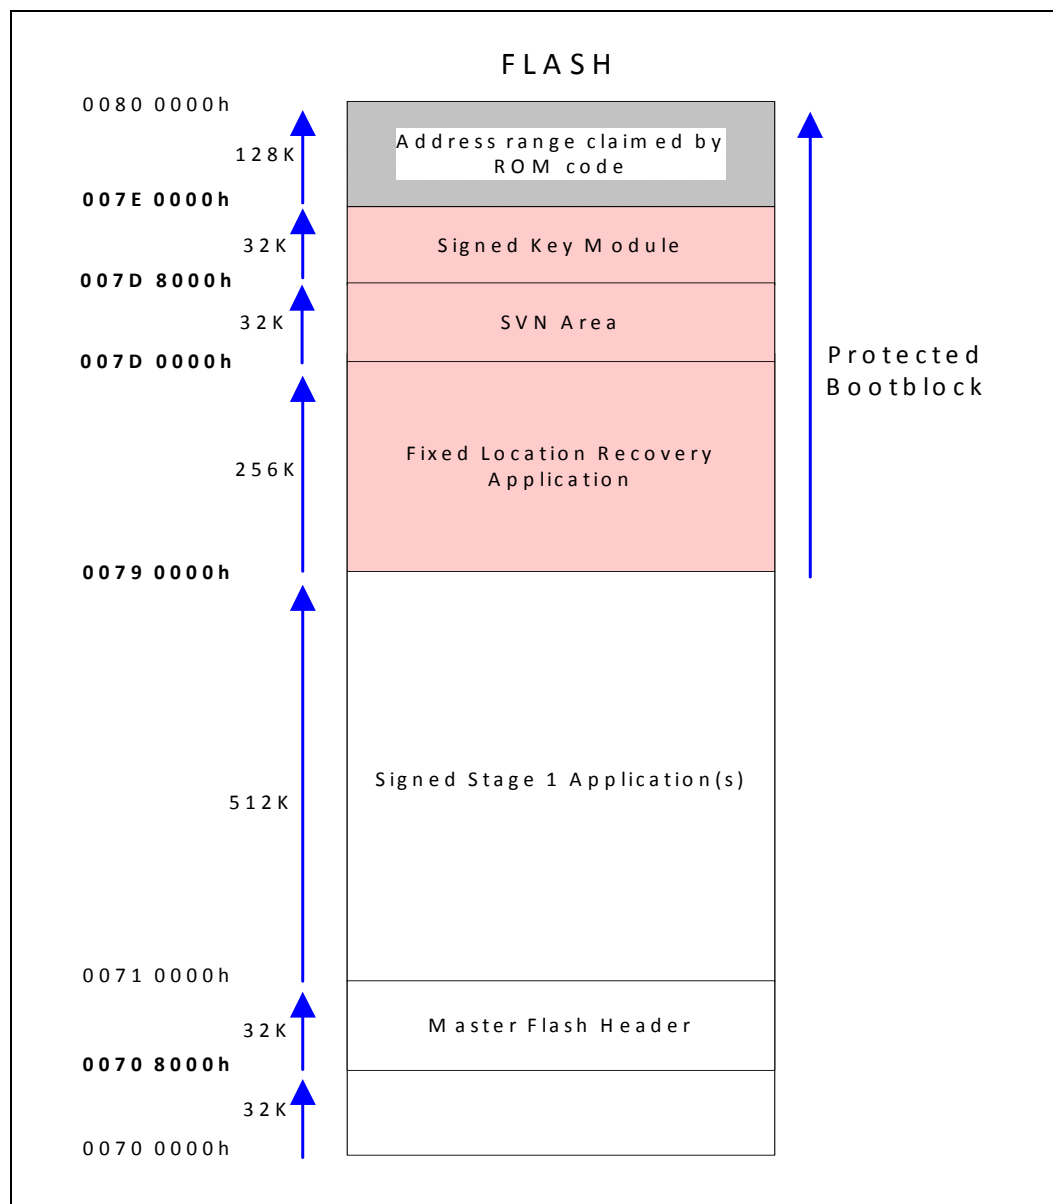 FLASH
0080 0000h
128K
Address range claimed by
ROM code
007E 0000h
32K
Signed Key Module
007D 8000h
32K
SVN Area
007D 0000h
Protected
Bootblock
256K
Fixed Location Recovery
Application
0079 0000h
512K
Signed Stage 1 Application(s)
0071 0000h
32K
Master Flash Header
0070 8000h
32K
0070 0000h